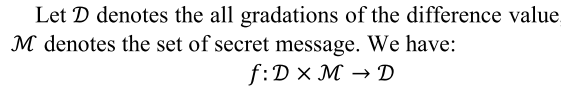 Let 𝒟 denotes the all gradations of the difference value,
ℳ denotes the set of secret message. We have:
f: 𝒟 × ℳ → 𝒟